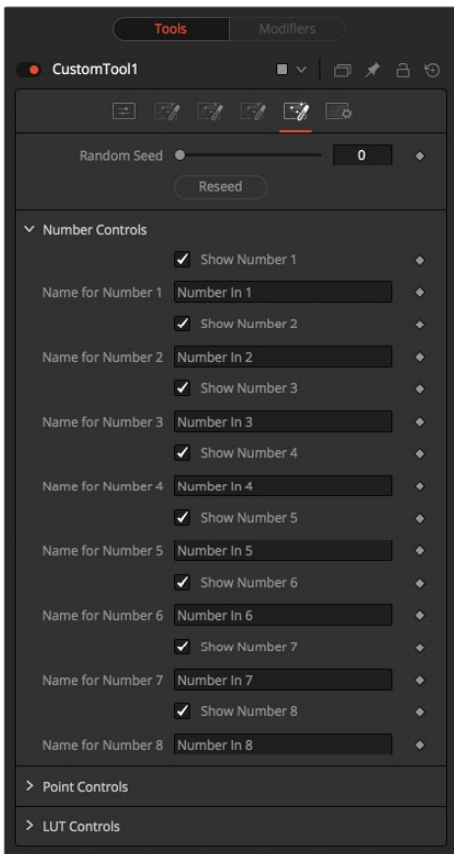 Tools Modifiers
CustomTool1
Random Seed 0
Reseed
Number Controls
Show Number 1
Name for Number 1 Number In 1
Show Number 2
Name for Number 2 Number In 2
Show Number 3
Name for Number 3 Number In 3
Show Number 4
Name for Number 4 Number In 4
Show Number 5
Name for Number 5 Number In 5
Show Number 6
Name for Number 6 Number In 6
Show Number 7
Name for Number 7 Number In 7
Show Number 8
Name for Number 8 Number In 8
Point Controls
LUT Controls